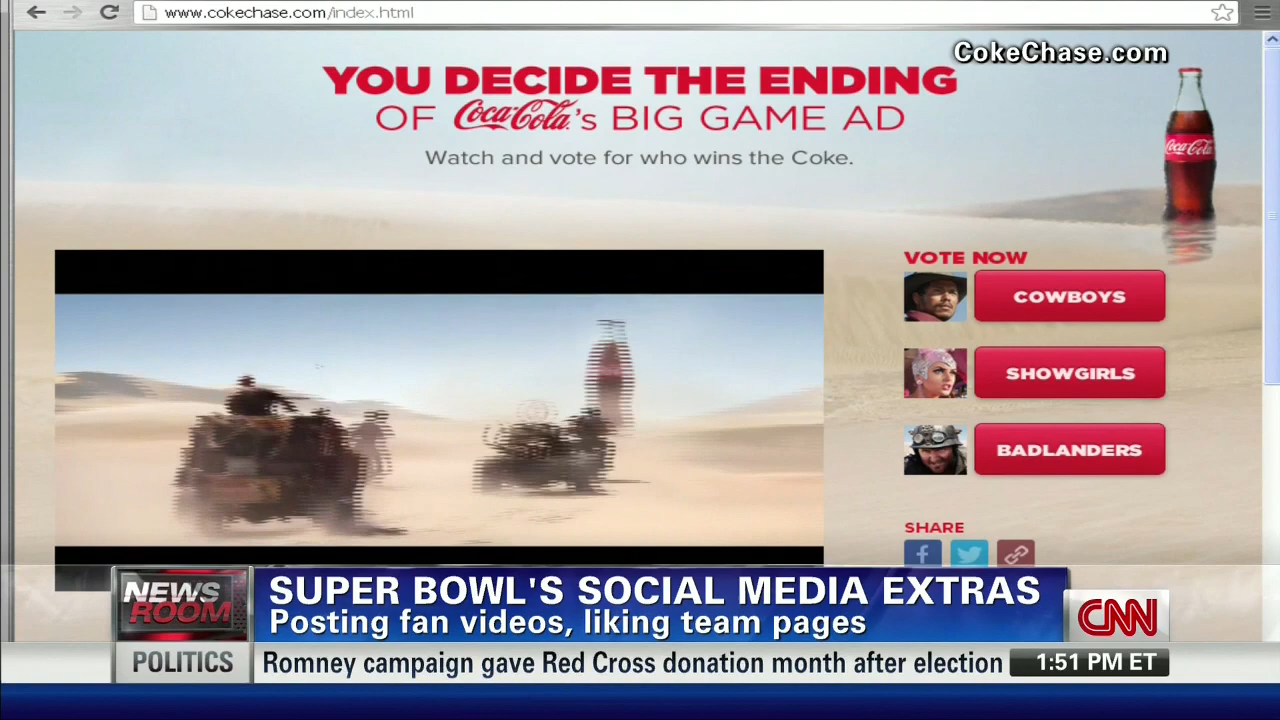 www.cokechase.com/index.html
CokeChase.com
YOU DECIDE THE ENDING
OF Coca-Cola's BIG GAME AD
Watch and vote for who wins the Coke.
Coca-Cola
VOTE NOW
COWBOYS
SHOWGIRLS
BADLANDERS
SHARE
NEWS
ROOM
SUPER BOWL'S SOCIAL MEDIA EXTRAS
Posting fan videos, liking team pages
CNN
POLITICS
Romney campaign gave Red Cross donation month after election
1:51 PM ET